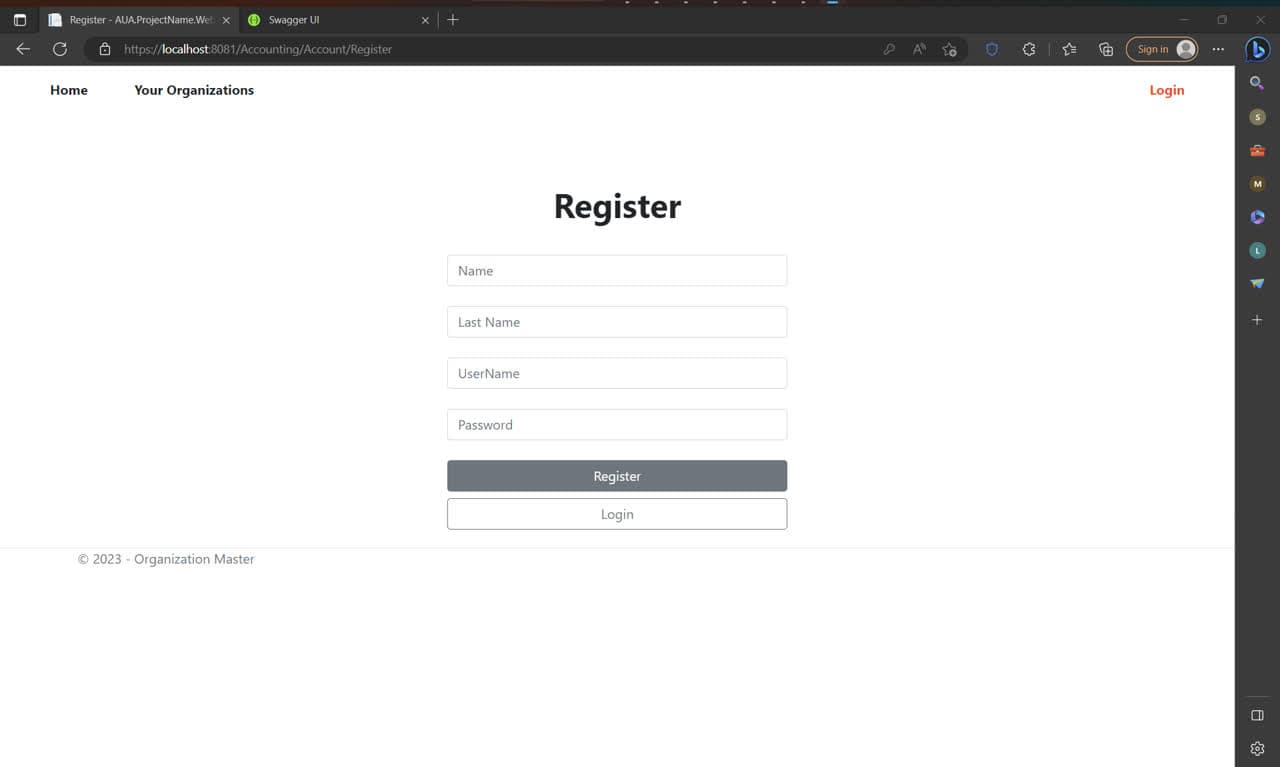 Register - AUA.ProjectName.Web
Swagger UI
https://localhost:8081/Accounting/Account/Register
Sign in
Home
Your Organizations
Login
S
M
L
Register
Name
Last Name
UserName
Password
Register
Login
© 2023 - Organization Master